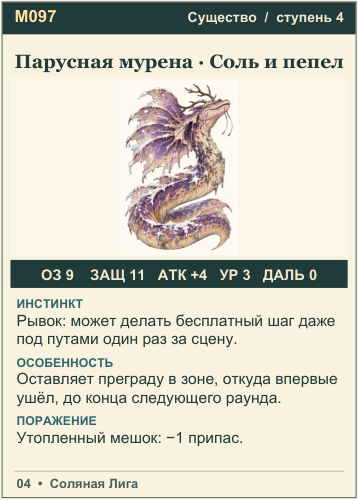 M097
Существо / ступень 4
Парусная мурена · Соль и пепел
ОЗ 9 ЗАЩ 11 АТК +4 УР 3 ДАЛЬ 0
ИНСТИНКТ
Рывок: может делать бесплатный шаг даже
под путами один раз за сцену.
ОСОБЕННОСТЬ
Оставляет преграду в зоне, откуда впервые
ушёл, до конца следующего раунда.
ПОРАЖЕНИЕ
Утопленный мешок: −1 припас.
04 • Соляная Лига